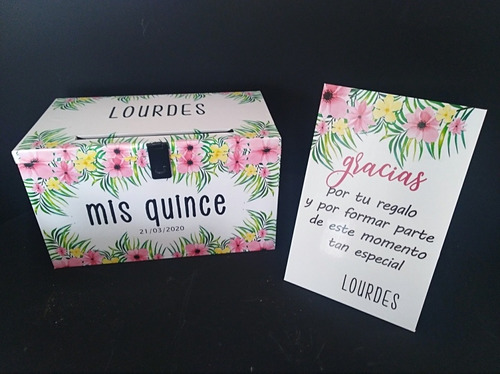 LOURDES
mis quince
21/03/2020
gracias
por tu regalo
y por formar parte
de este momento
tan especial
LOURDES